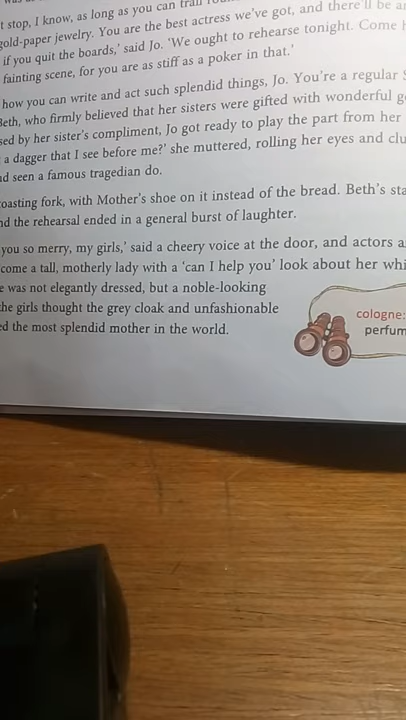 t stop, I know, as long as you can trail
gold-paper jewelry. You are the best actress we've got, and there'll be
if you quit the boards,' said Jo. 'We ought to rehearse tonight. Come
fainting scene, for you are as stiff as a poker in that.'
how you can write and act such splendid things, Jo. You're a regular
Beth, who firmly believed that her sisters were gifted with wonderful
sed by her sister's compliment, Jo got ready to play the part from her
a dagger that I see before me?' she muttered, rolling her eyes and clu
d seen a famous tragedian do.
toasting fork, with Mother's shoe on it instead of the bread. Beth's sta
nd the rehearsal ended in a general burst of laughter.
you so merry, my girls,' said a cheery voice at the door, and actors a
come a tall, motherly lady with a 'can I help you' look about her whi
e was not elegantly dressed, but a noble-looking
he girls thought the grey cloak and unfashionable
ed the most splendid mother in the world.
cologne:
perfum